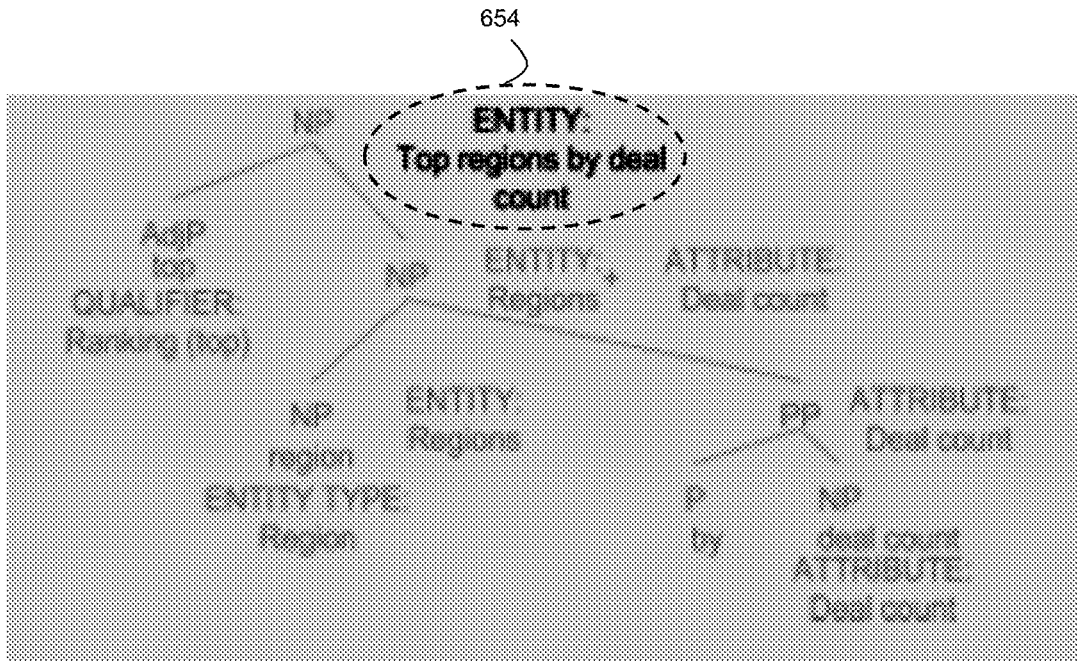 654
NP
ENTITY:
Top regions by deal
count
AdjP
top
QUALIFIER:
Ranking (top)
NP
ENTITY: +
Regions
ATTRIBUTE:
Deal count
NP
region
ENTITY TYPE:
Region
ENTITY:
Regions
PP
ATTRIBUTE:
Deal count
P
by
NP
deal count
ATTRIBUTE:
Deal count